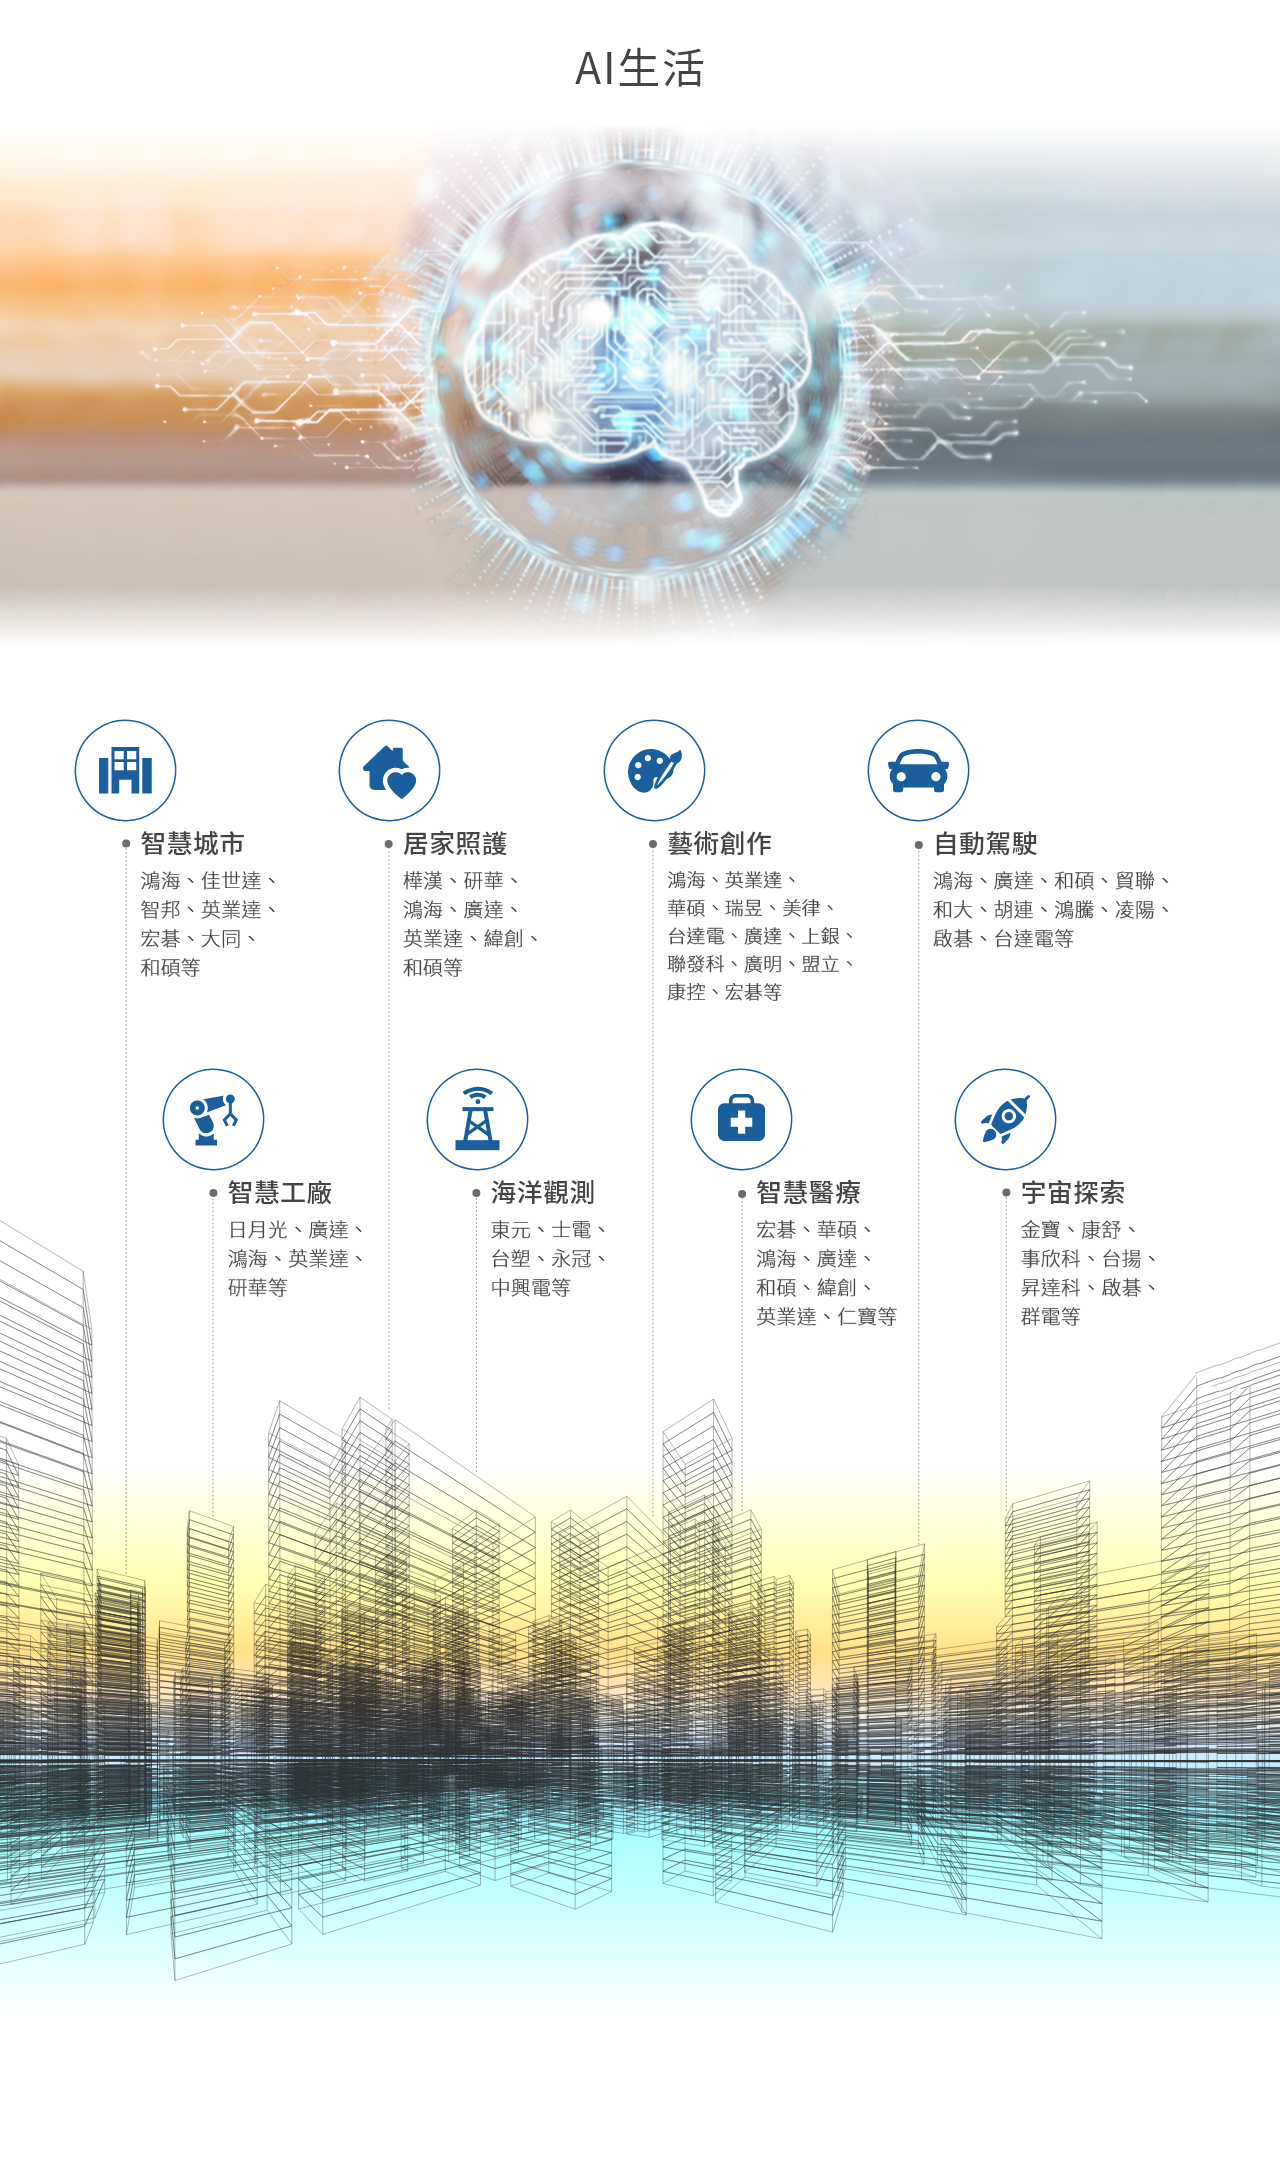 AI生活
智慧城市
鴻海、佳世達、
智邦、英業達、
宏碁、大同、
和碩等
居家照護
樺漢、研華、
鴻海、廣達、
英業達、緯創、
和碩等
藝術創作
鴻海、英業達、
華碩、瑞昱、美律、
台達電、廣達、上銀、
聯發科、廣明、盟立、
康控、宏碁等
自動駕駛
鴻海、廣達、和碩、貿聯、
和大、胡連、鴻騰、凌陽、
啟碁、台達電等
智慧工廠
日月光、廣達、
鴻海、英業達、
研華等
海洋觀測
東元、士電、
台塑、永冠、
中興電等
智慧醫療
宏碁、華碩、
鴻海、廣達、
和碩、緯創、
英業達、仁寶等
宇宙探索
金寶、康舒、
事欣科、台揚、
昇達科、啟碁、
群電等